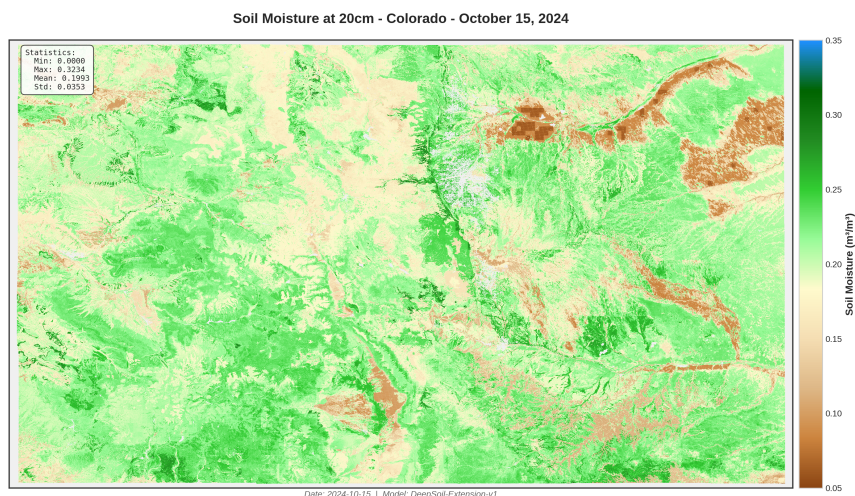 Soil Moisture at 20cm - Colorado - October 15, 2024
Statistics:
Min: 0.0000
Max: 0.3234
Mean: 0.1993
Std: 0.0353
0.35
0.30
0.25
0.20
0.15
0.10
0.05
Soil Moisture (m³/m³)
Date: 2024-10-15 | Model: DeepSoil-Extension-v1